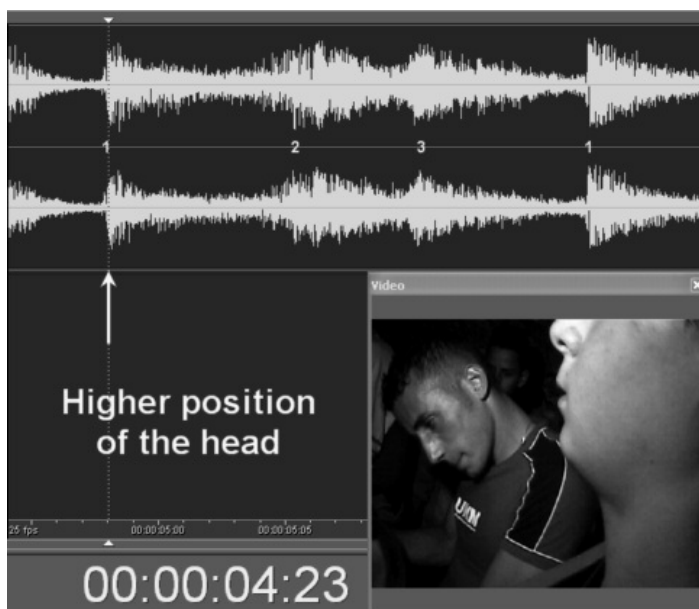 1 2 3 1
Video
Higher position
of the head
25 fps 00:00:05:00 00:00:05:05
00:00:04:23